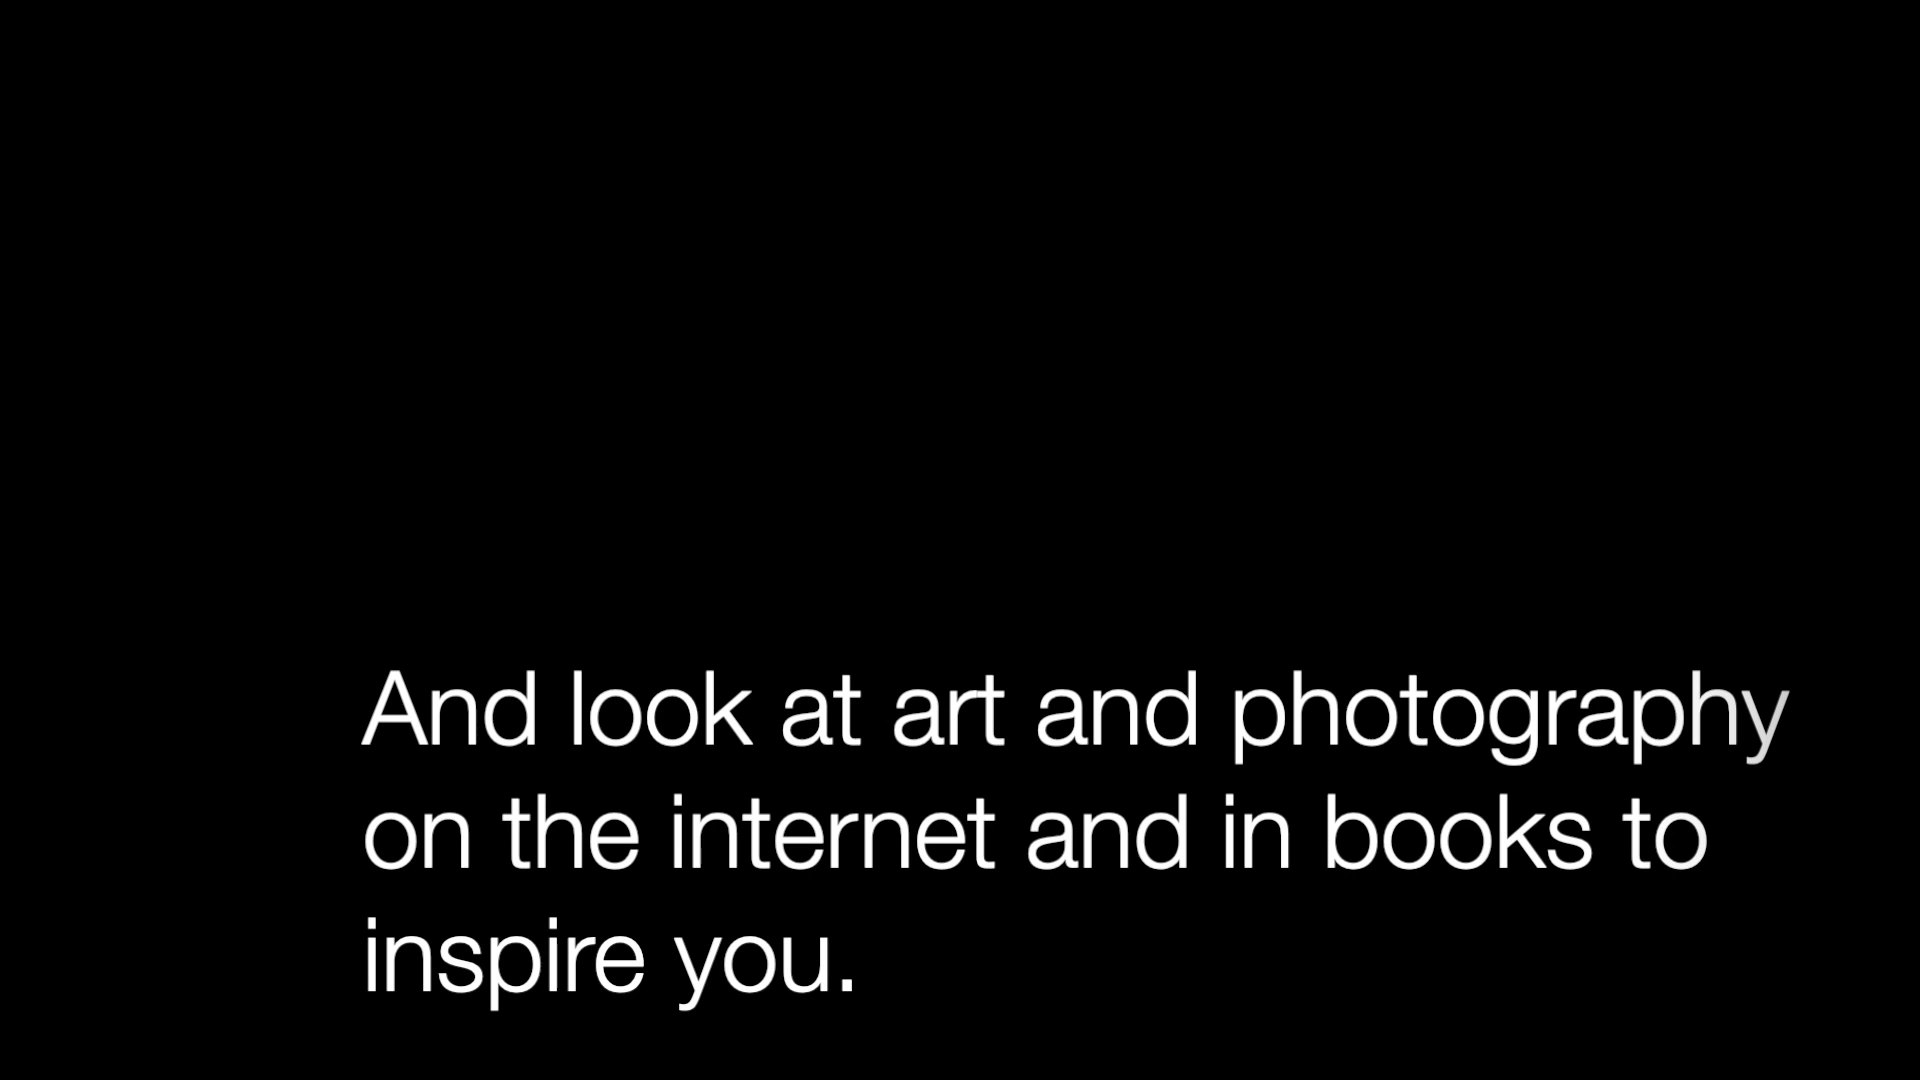 And look at art and photography
on the internet and in books to
inspire you.